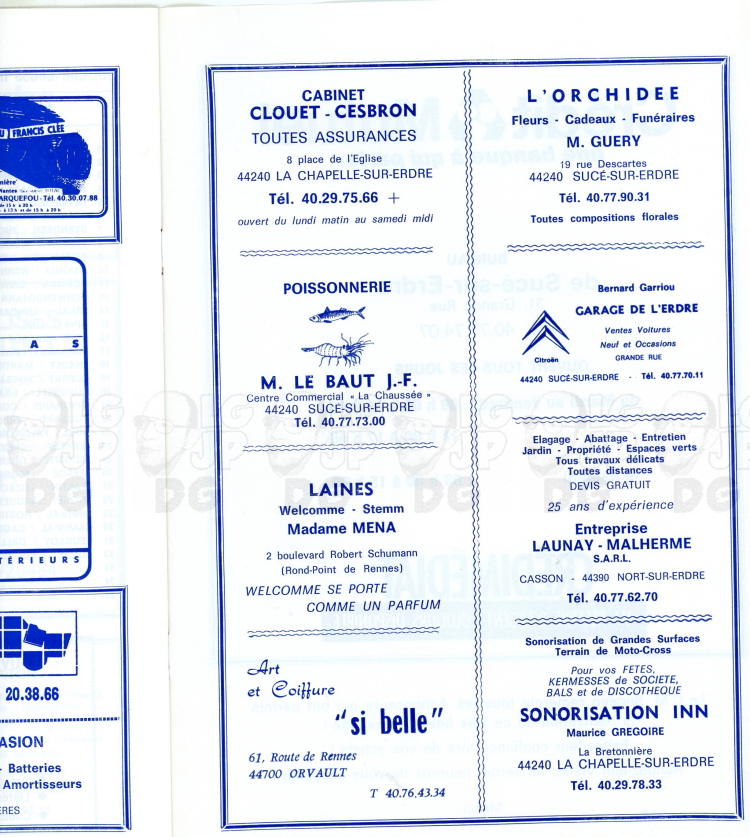 FRANCIS CLEE
ARQUEFOU - Tél. 40.30.07.88
A S
TÉRIEURS
20.38.66
ASION
- Batteries
Amortisseurs
ÈRES
CABINET
CLOUET - CESBRON
TOUTES ASSURANCES
8 place de l'Eglise
44240 LA CHAPELLE-SUR-ERDRE
Tél. 40.29.75.66 +
ouvert du lundi matin au samedi midi
POISSONNERIE
M. LE BAUT J.-F.
Centre Commercial « La Chaussée »
44240 SUCE-SUR-ERDRE
Tél. 40.77.73.00
LAINES
Welcomme - Stemm
Madame MENA
2 boulevard Robert Schumann
(Rond-Point de Rennes)
WELCOMME SE PORTE
COMME UN PARFUM
Art
et Coiffure
"si belle"
61, Route de Rennes
44700 ORVAULT
T 40.76.43.34
L'ORCHIDEE
Fleurs - Cadeaux - Funéraires
M. GUERY
19 rue Descartes
44240 SUCÉ-SUR-ERDRE
Tél. 40.77.90.31
Toutes compositions florales
Bernard Garriou
GARAGE DE L'ERDRE
Ventes Voitures
Neuf et Occasions
Citroën GRANDE RUE
44240 SUCÉ-SUR-ERDRE - Tél. 40.77.70.11
Elagage - Abattage - Entretien
Jardin - Propriété - Espaces verts
Tous travaux délicats
Toutes distances
DEVIS GRATUIT
25 ans d'expérience
Entreprise
LAUNAY - MALHERME
S.A.R.L.
CASSON - 44390 NORT-SUR-ERDRE
Tél. 40.77.62.70
Sonorisation de Grandes Surfaces
Terrain de Moto-Cross
Pour vos FETES,
KERMESSES de SOCIETE,
BALS et de DISCOTHEQUE
SONORISATION INN
Maurice GREGOIRE
La Bretonnière
44240 LA CHAPELLE-SUR-ERDRE
Tél. 40.29.78.33
BIG JP DG